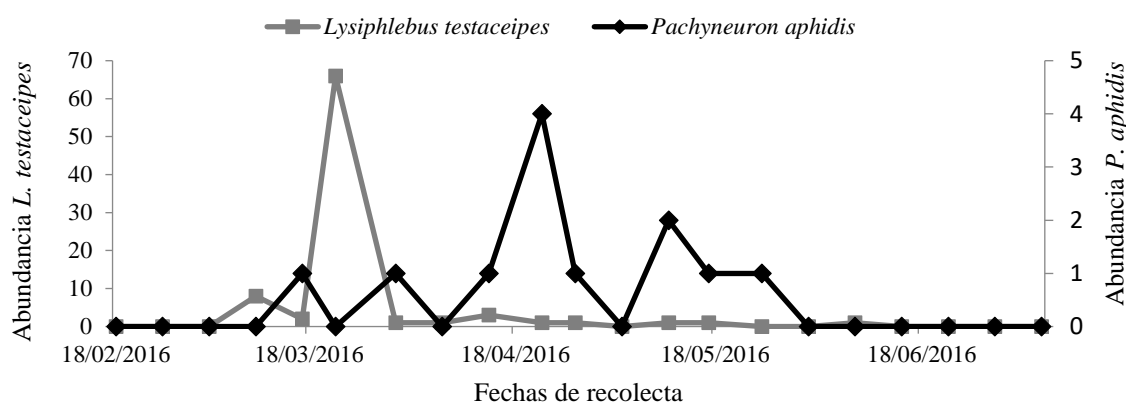 Lysiphlebus testaceipes Pachyneuron aphidis
Abundancia L. testaceipes
70
60
50
40
30
20
10
0
5
4
3
2
1
0
Abundancia P. aphidis
18/02/2016 18/03/2016 18/04/2016 18/05/2016 18/06/2016
Fechas de recolecta